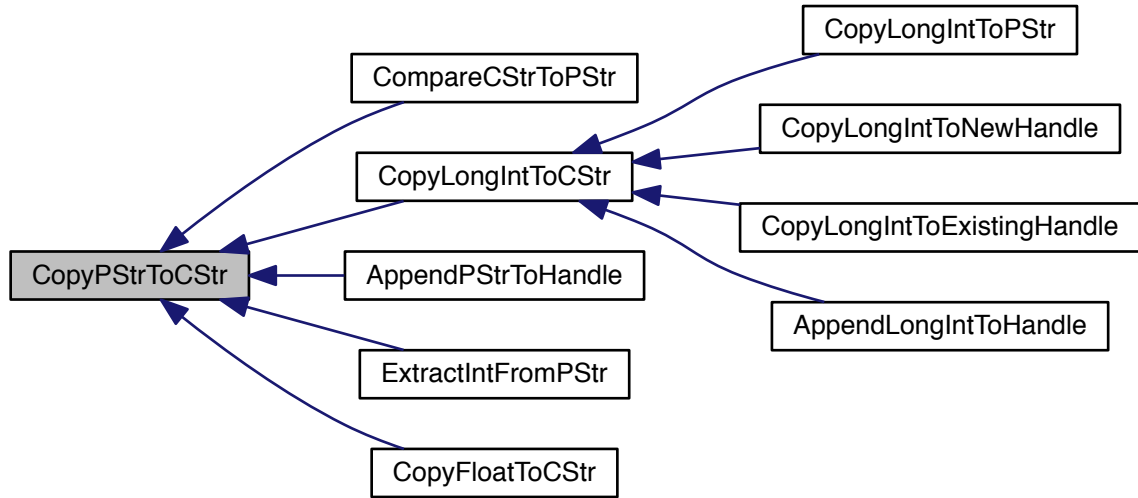 CopyLongIntToPStr
CompareCStrToPStr
CopyLongIntToNewHandle
CopyLongIntToCStr
CopyLongIntToExistingHandle
CopyPStrToCStr
AppendPStrToHandle
AppendLongIntToHandle
ExtractIntFromPStr
CopyFloatToCStr